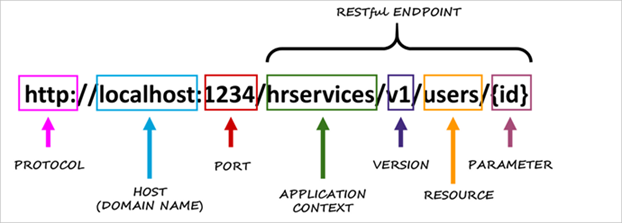 RESTful ENDPOINT
http://localhost:1234/hrservices/v1/users/{id}
PROTOCOL
HOST
(DOMAIN NAME)
PORT
APPLICATION
CONTEXT
VERSION
RESOURCE
PARAMETER